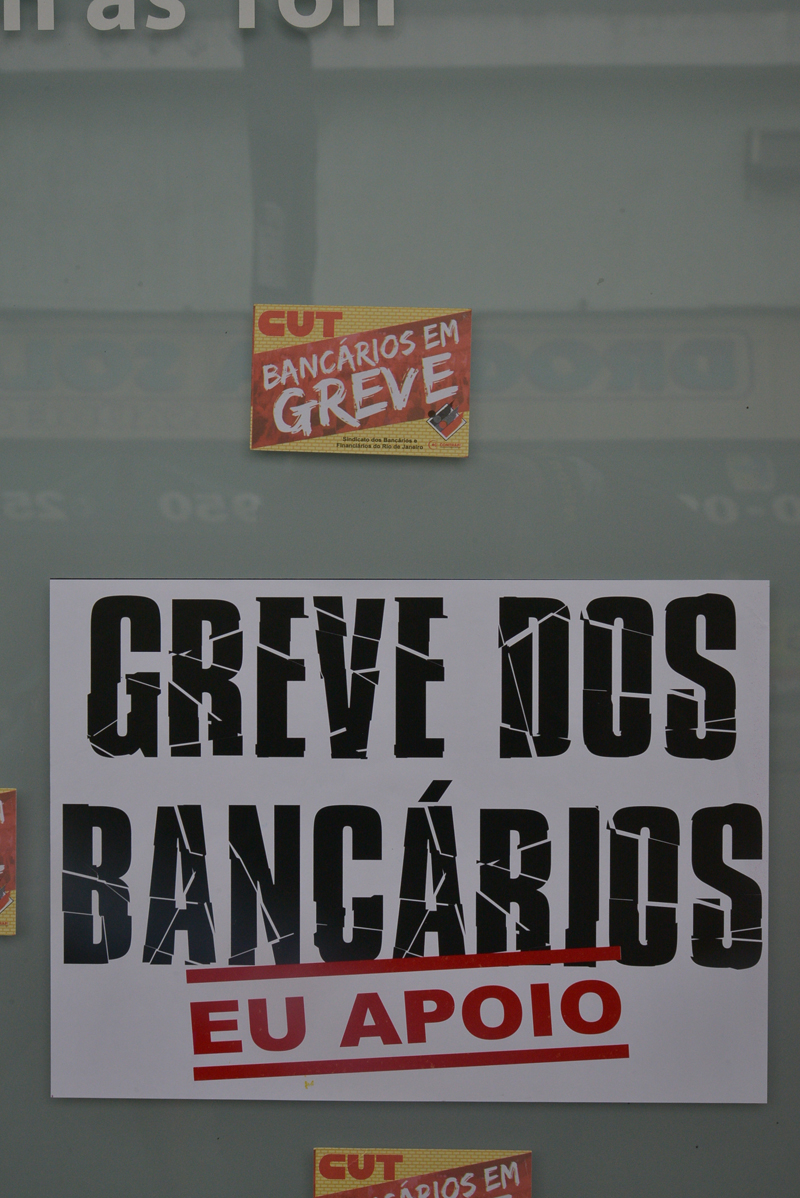 CUT
BANCÁRIOS EM
GREVE
Sindicato dos Bancários e
Financiários do Rio de Janeiro
GREVE DOS
BANCÁRIOS
EU APOIO
CUT
BANCÁRIOS EM